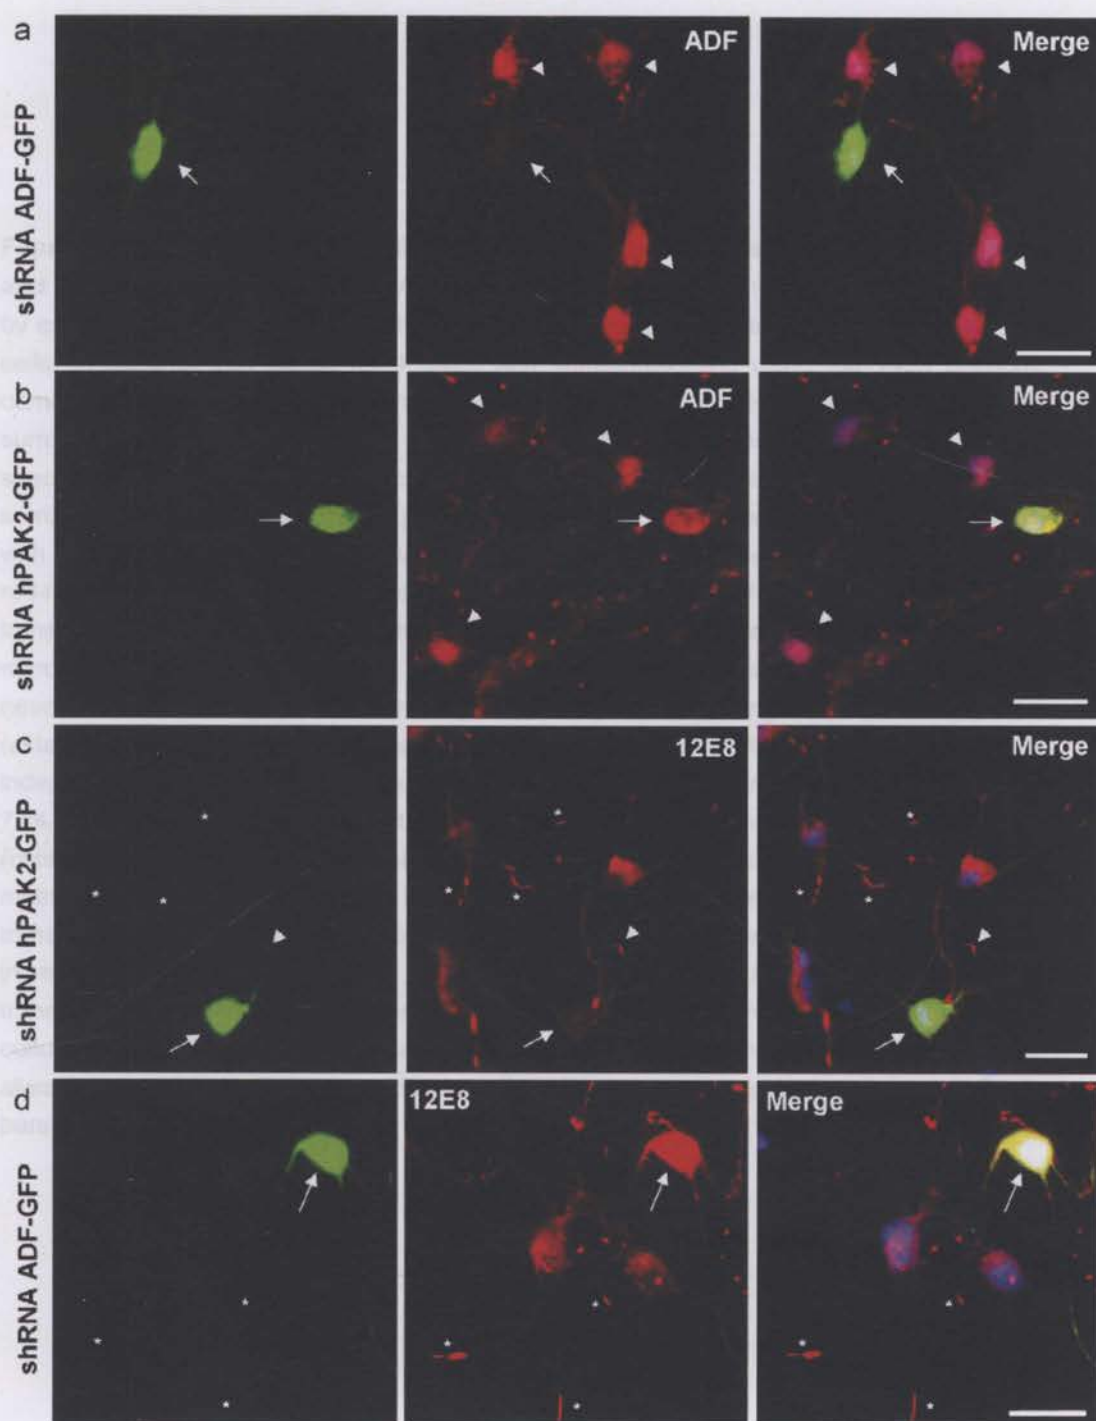 a
shRNA ADF-GFP
ADF
Merge
b
shRNA hPAK2-GFP
ADF
Merge
c
shRNA hPAK2-GFP
12E8
Merge
d
shRNA ADF-GFP
12E8
Merge